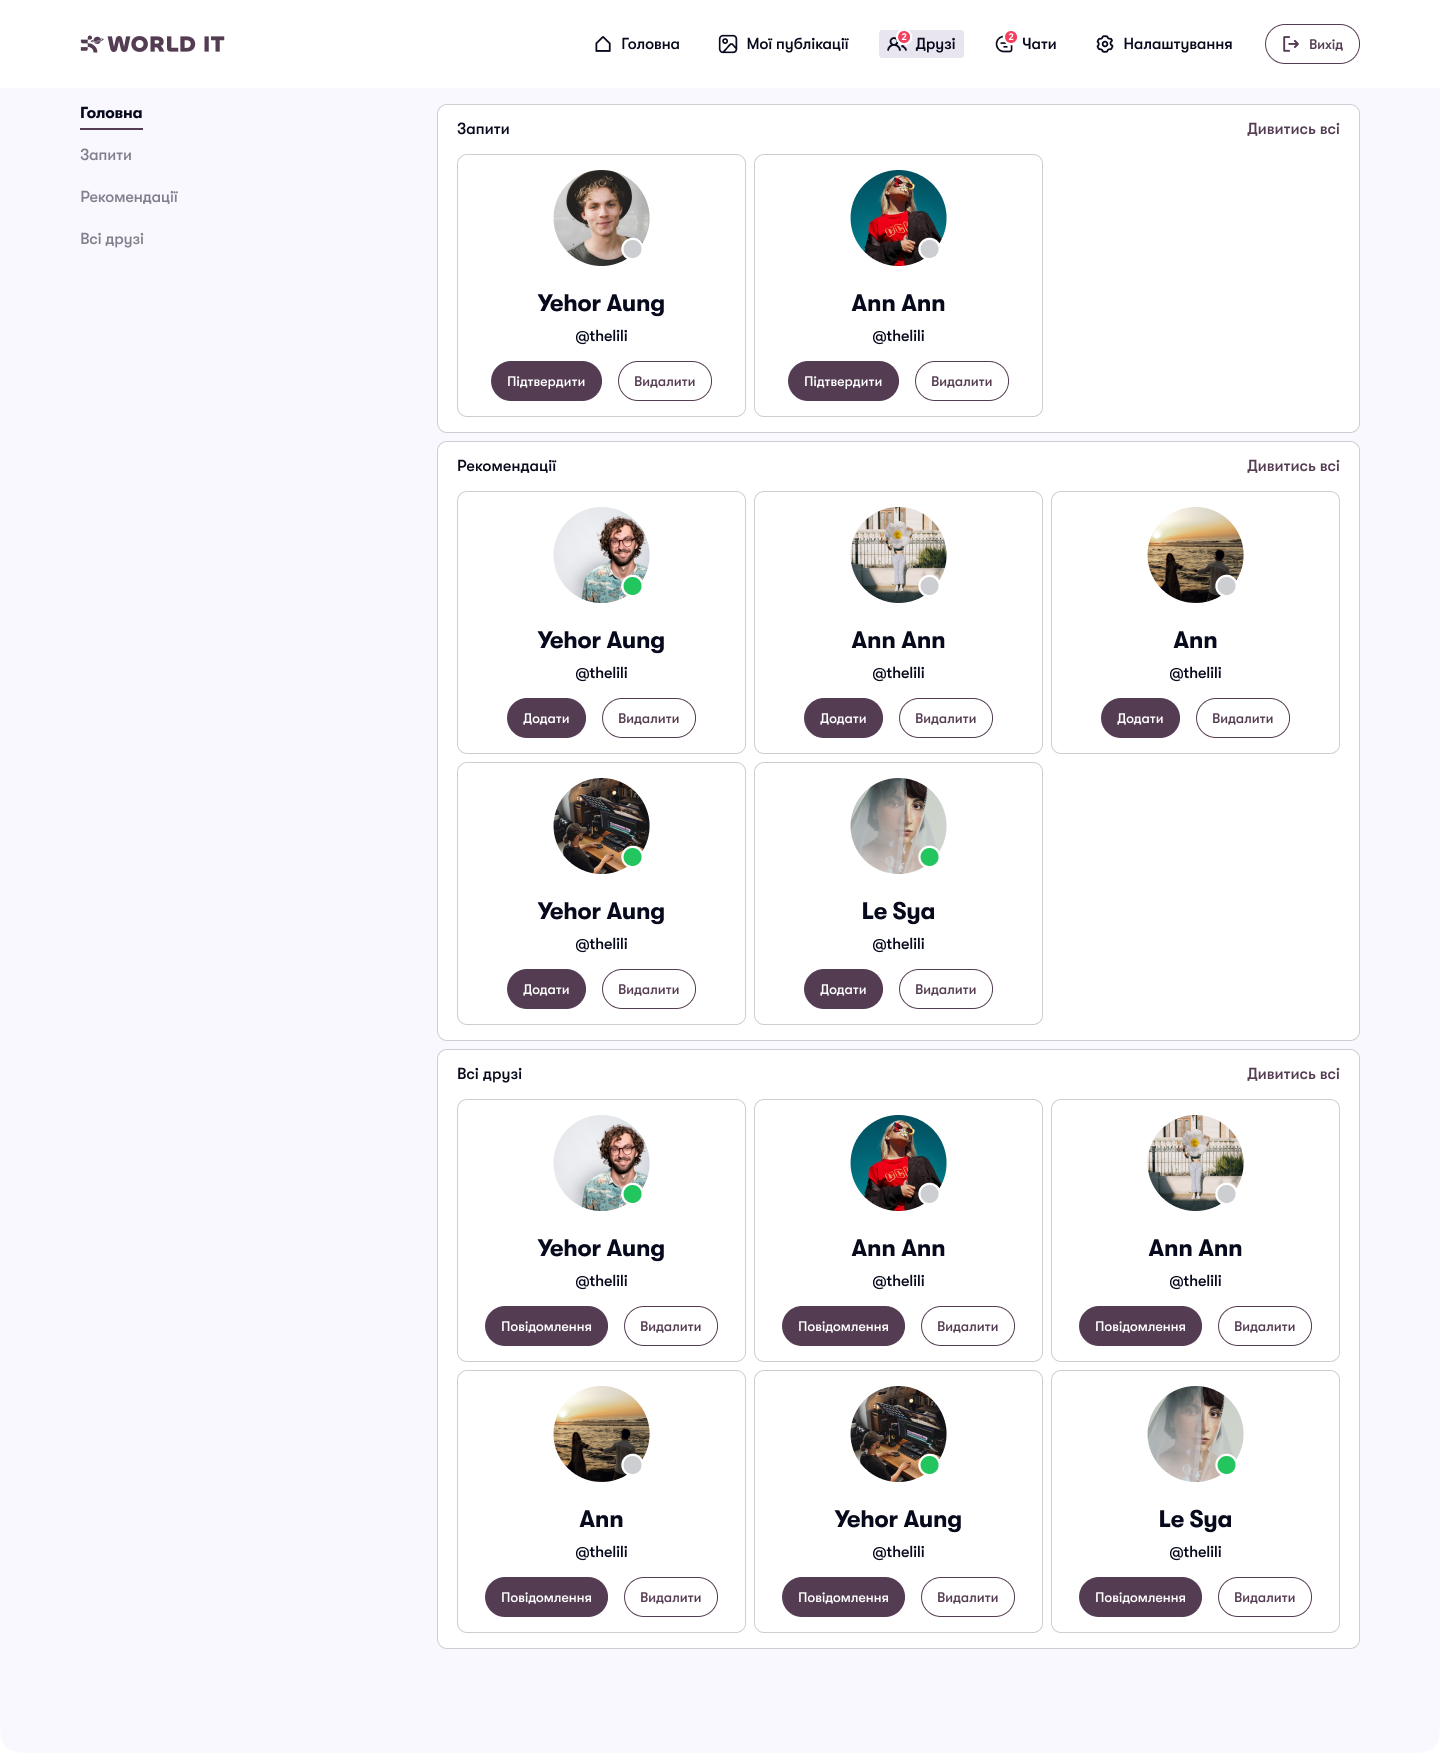 WORLD IT
Головна
Мої публікації
2
Друзі
2
Чати
Налаштування
Вихід
Головна
Запити
Рекомендації
Всі друзі
Запити
Дивитись всі
Yehor Aung
Ann Ann
@thelili
@thelili
Підтвердити
Видалити
Підтвердити
Видалити
Рекомендації
Дивитись всі
Yehor Aung
Ann Ann
Ann
@thelili
@thelili
@thelili
Додати
Видалити
Додати
Видалити
Додати
Видалити
Yehor Aung
Le Sya
@thelili
@thelili
Додати
Видалити
Додати
Видалити
Всі друзі
Дивитись всі
Yehor Aung
Ann Ann
Ann Ann
@thelili
@thelili
@thelili
Повідомлення
Видалити
Повідомлення
Видалити
Повідомлення
Видалити
Ann
Yehor Aung
Le Sya
@thelili
@thelili
@thelili
Повідомлення
Видалити
Повідомлення
Видалити
Повідомлення
Видалити